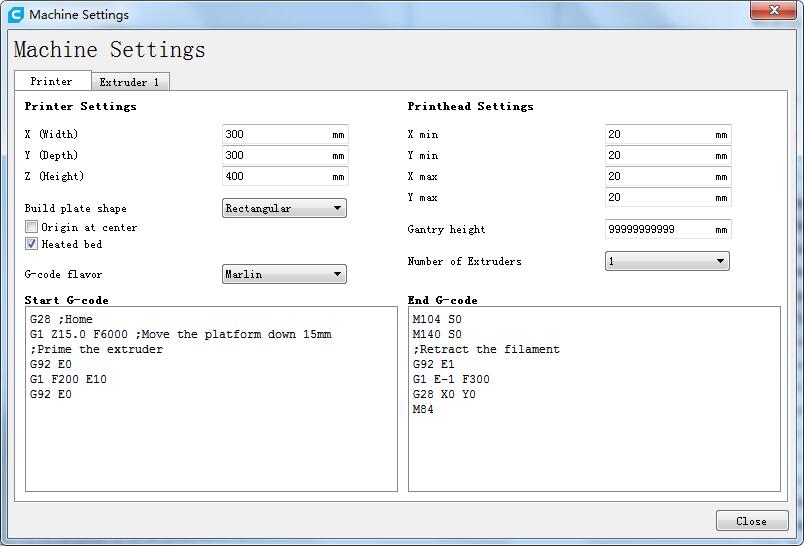 Machine Settings
Machine Settings
Printer
Extruder 1
Printer Settings
X (Width)
300 mm
Y (Depth)
300 mm
Z (Height)
400 mm
Build plate shape
Rectangular
Origin at center
Heated bed
G-code flavor
Marlin
Printhead Settings
X min
20 mm
Y min
20 mm
X max
20 mm
Y max
20 mm
Gantry height
99999999999 mm
Number of Extruders
1
Start G-code
G28 ;Home
G1 Z15.0 F6000 ;Move the platform down 15mm
;Prime the extruder
G92 E0
G1 F200 E10
G92 E0
End G-code
M104 S0
M140 S0
;Retract the filament
G92 E1
G1 E-1 F300
G28 X0 Y0
M84
Close